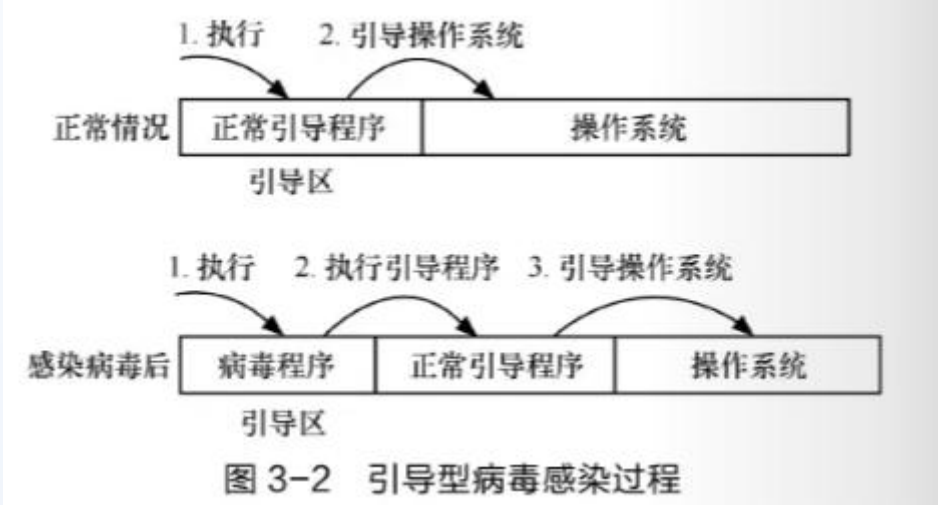 1. 执行 2. 引导操作系统
正常情况 正常引导程序 操作系统
引导区
1. 执行 2. 执行引导程序 3. 引导操作系统
感染病毒后 病毒程序 正常引导程序 操作系统
引导区
图 3-2 引导型病毒感染过程